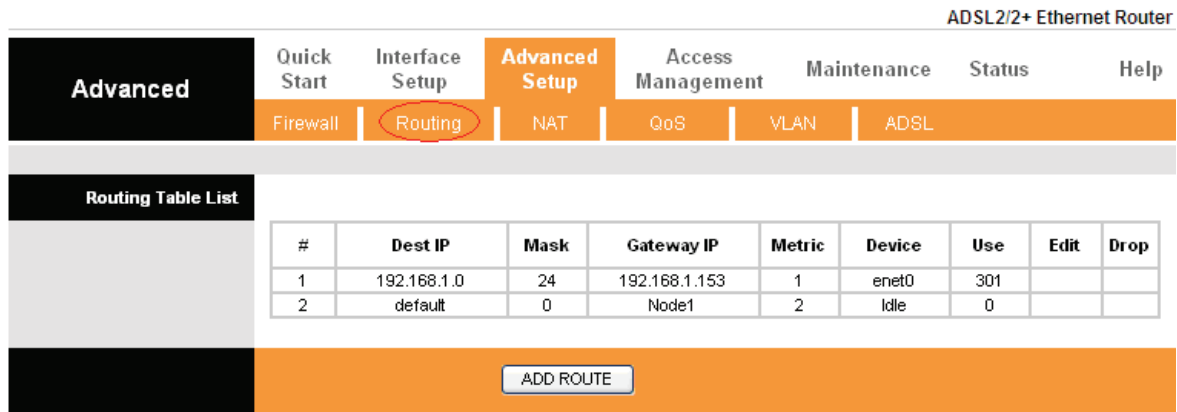 ADSL2/2+ Ethernet Router
Advanced
Quick Start
Interface Setup
Advanced Setup
Access Management
Maintenance
Status
Help
Firewall
Routing
NAT
QoS
VLAN
ADSL
Routing Table List
# Dest IP Mask Gateway IP Metric Device Use Edit Drop
1 192.168.1.0 24 192.168.1.153 1 enet0 301
2 default 0 Node1 2 Idle 0
ADD ROUTE